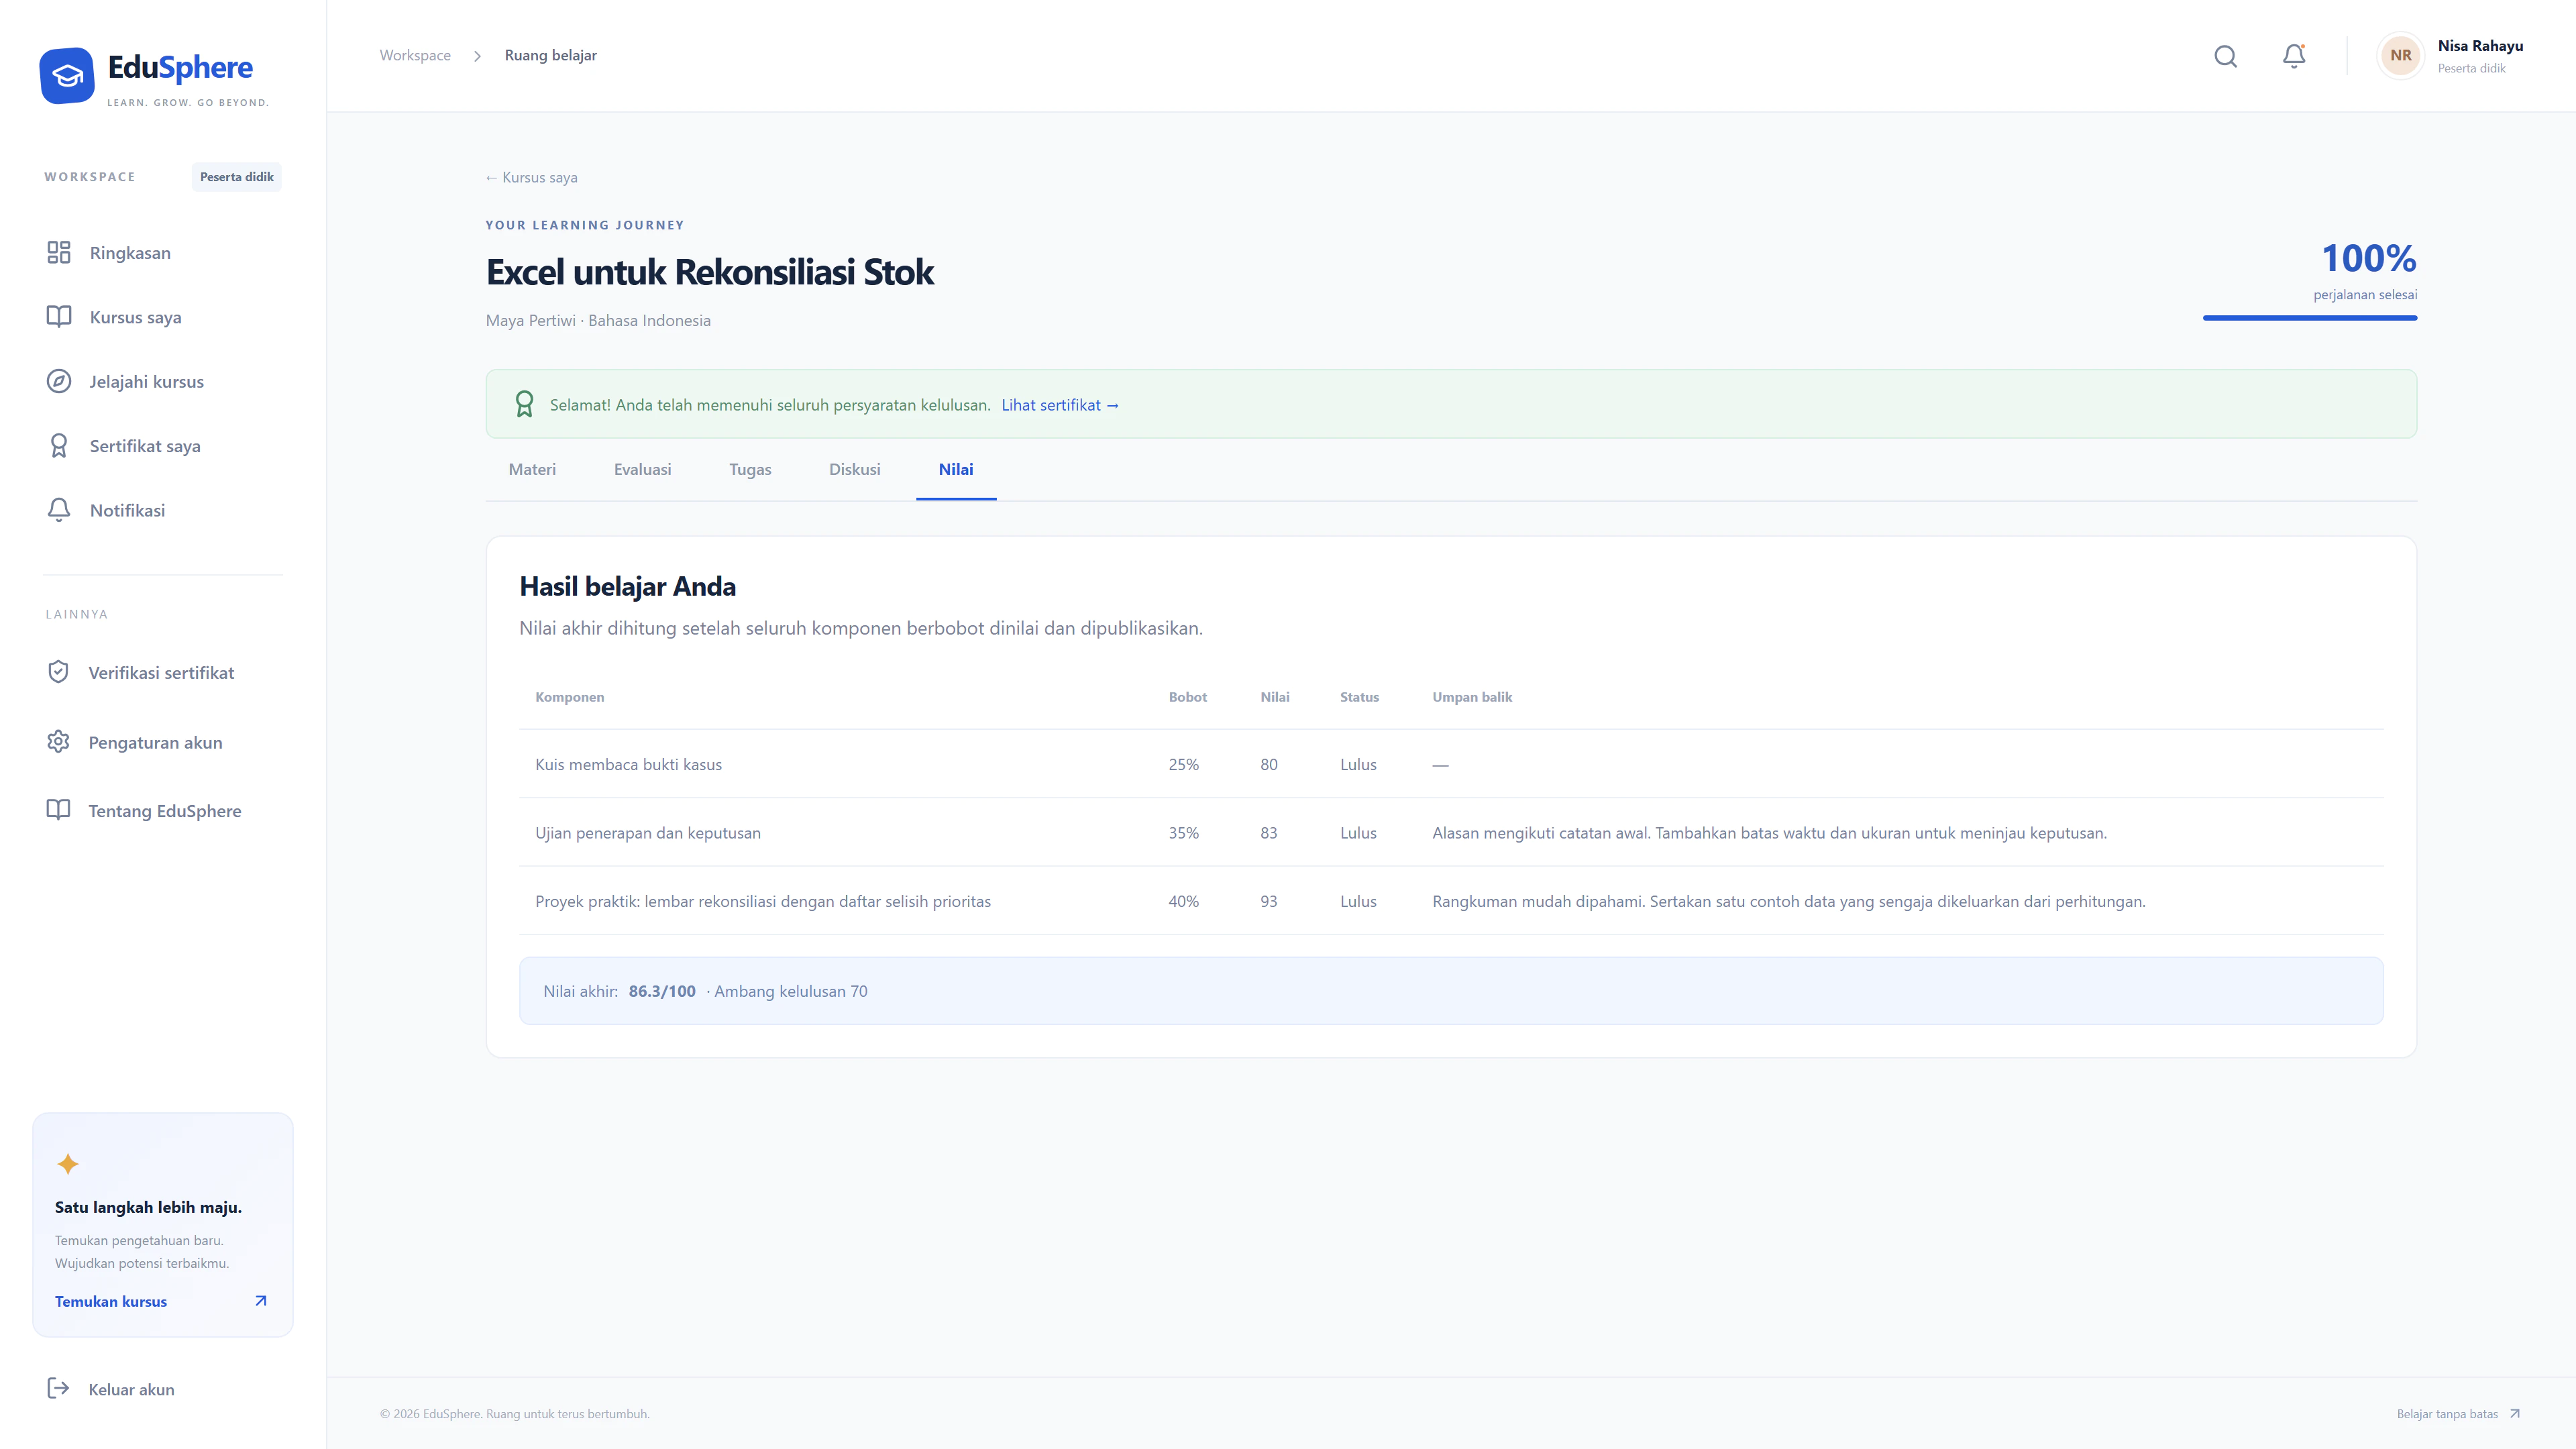 EduSphere
LEARN. GROW. GO BEYOND.
WORKSPACE
Peserta didik
Ringkasan
Kursus saya
Jelajahi kursus
Sertifikat saya
Notifikasi
LAINNYA
Verifikasi sertifikat
Pengaturan akun
Tentang EduSphere
Satu langkah lebih maju.
Temukan pengetahuan baru.
Wujudkan potensi terbaikmu.
Temukan kursus
Keluar akun
Workspace
Ruang belajar
NR
Nisa Rahayu
Peserta didik
← Kursus saya
YOUR LEARNING JOURNEY
Excel untuk Rekonsiliasi Stok
Maya Pertiwi · Bahasa Indonesia
100%
perjalanan selesai
Selamat! Anda telah memenuhi seluruh persyaratan kelulusan. Lihat sertifikat →
Materi Evaluasi Tugas Diskusi Nilai
Hasil belajar Anda
Nilai akhir dihitung setelah seluruh komponen berbobot dinilai dan dipublikasikan.
Komponen Bobot Nilai Status Umpan balik
Kuis membaca bukti kasus 25% 80 Lulus —
Ujian penerapan dan keputusan 35% 83 Lulus Alasan mengikuti catatan awal. Tambahkan batas waktu dan ukuran untuk meninjau keputusan.
Proyek praktik: lembar rekonsiliasi dengan daftar selisih prioritas 40% 93 Lulus Rangkuman mudah dipahami. Sertakan satu contoh data yang sengaja dikeluarkan dari perhitungan.
Nilai akhir: 86.3/100 · Ambang kelulusan 70
© 2026 EduSphere. Ruang untuk terus bertumbuh.
Belajar tanpa batas